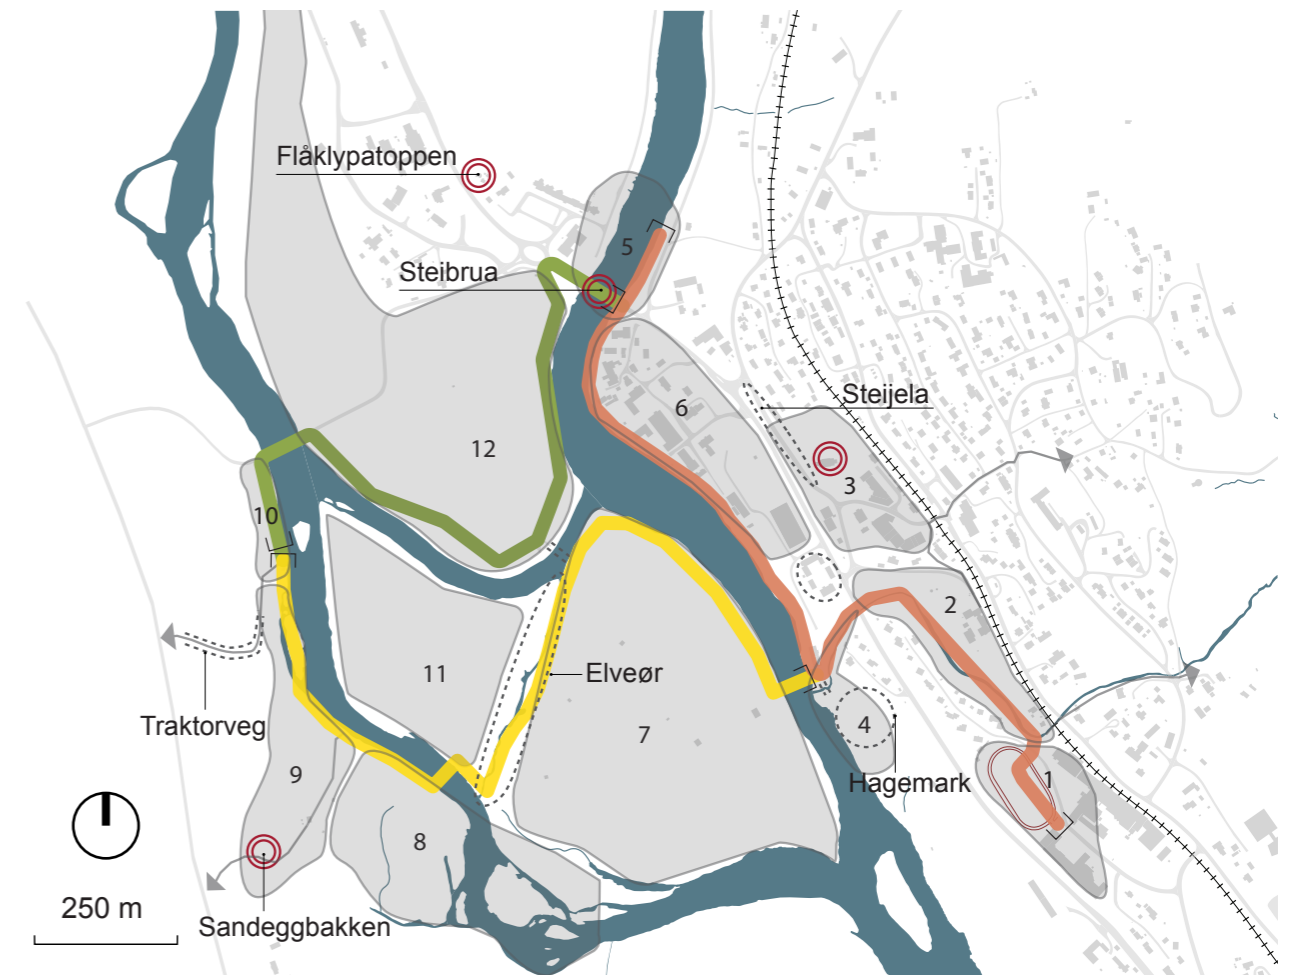 Flåklypatoppen
5
Steibrua
Steijela
6
12
3
10
2
11
Elveør
7
4
Traktorveg
9
Hagemark
1
8
250 m
Sandeggbakken